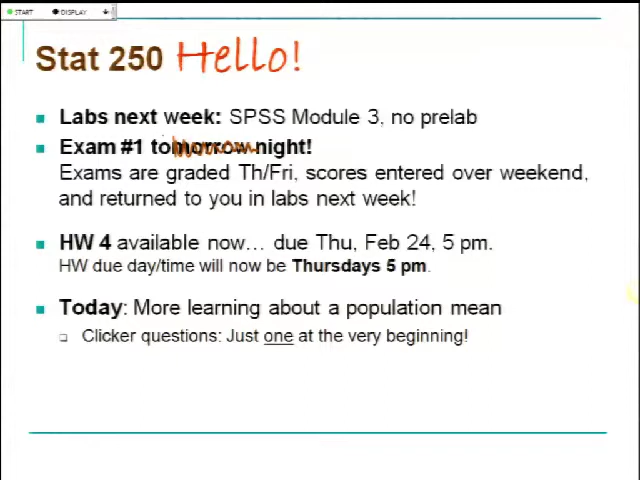 START DISPLAY
Stat 250 Hello!
Labs next week: SPSS Module 3, no prelab
Exam #1 tomorrow night!
Exams are graded Th/Fri, scores entered over weekend,
and returned to you in labs next week!
HW 4 available now... due Thu, Feb 24, 5 pm.
HW due day/time will now be Thursdays 5 pm.
Today: More learning about a population mean
Clicker questions: Just one at the very beginning!